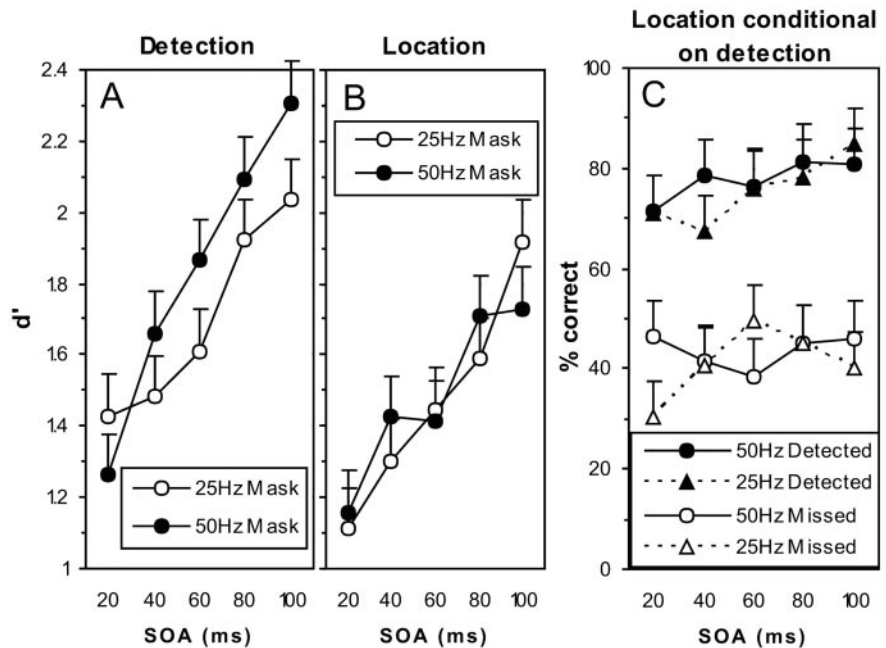 Detection
Location
Location conditional
on detection
A
B
C
d'
2.4
2.2
2
1.8
1.6
1.4
1.2
1
25Hz Mask
50Hz Mask
20 40 60 80 100
SOA (ms)
25Hz Mask
50Hz Mask
20 40 60 80 100
SOA (ms)
% correct
100
80
60
40
20
0
50Hz Detected
25Hz Detected
50Hz Missed
25Hz Missed
20 40 60 80 100
SOA (ms)